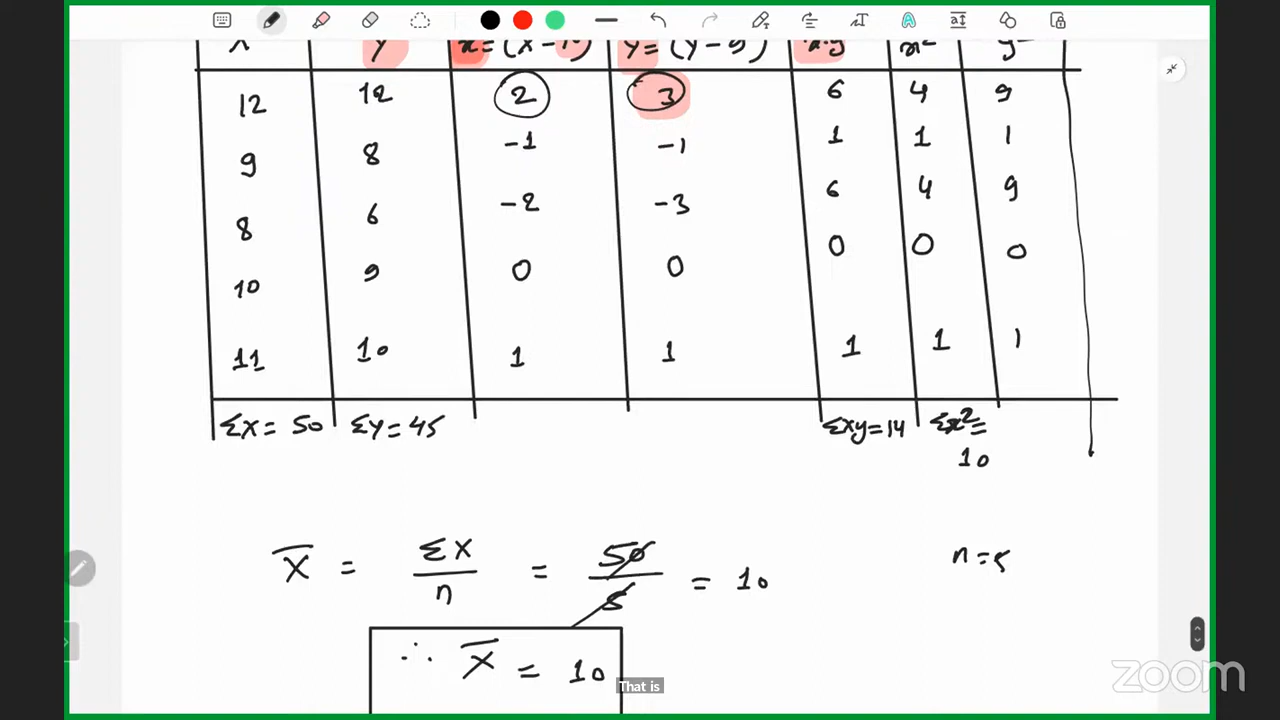 X y x = (X - 10) y = (Y - 9) x.y x² y²
12 12 2 3 6 4 9
9 8 -1 -1 1 1 1
8 6 -2 -3 6 4 9
10 9 0 0 0 0 0
11 10 1 1 1 1 1
ΣX = 50 ΣY = 45 Σxy = 14 Σx² =
10
X̄ = ΣX / n = 50 / 5 = 10 n = 5
∴ X̄ = 10
That is
zoom